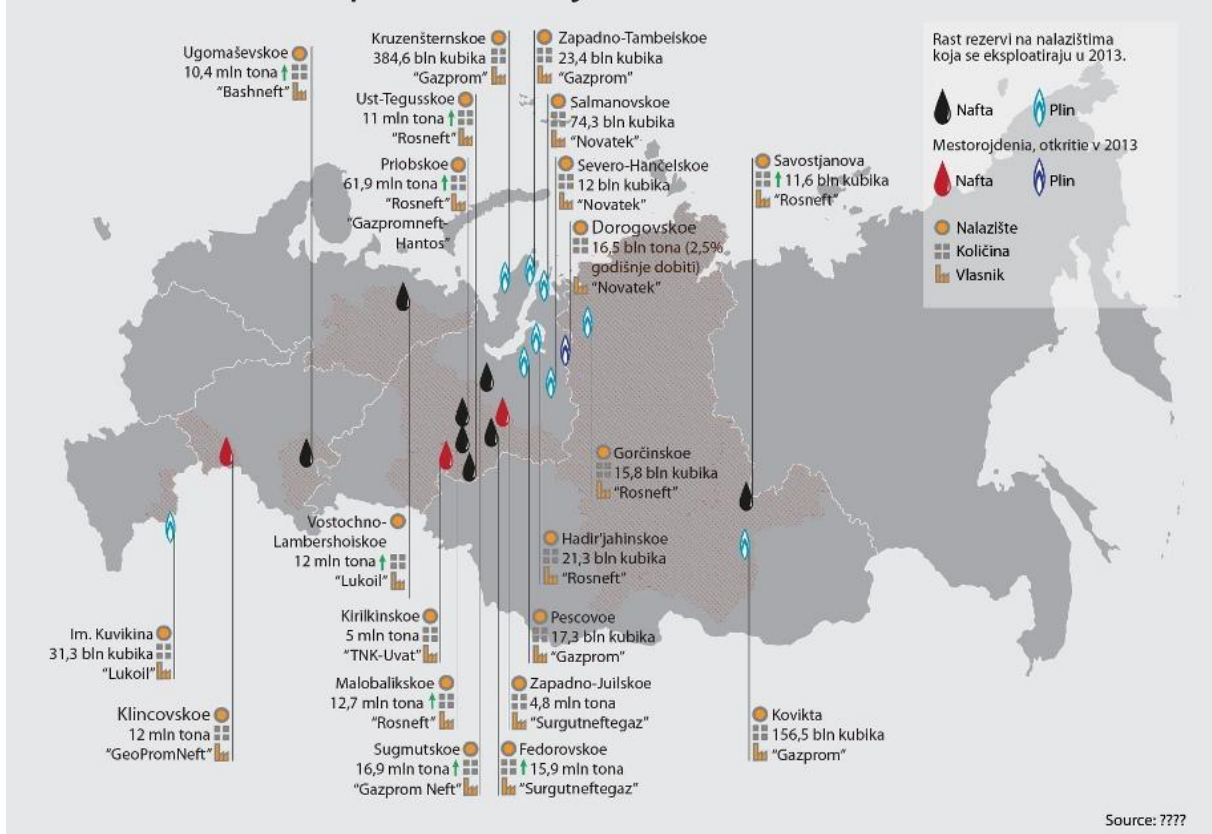 Ugomaševskoe
10,4 mln tona
"Bashneft"
Kruzenšternskoe
384,6 bln kubika
"Gazprom"
Zapadno-Tambeiskoe
23,4 bln kubika
"Gazprom"
Ust-Tegusskoe
11 mln tona
"Rosneft"
Salmanovskoe
74,3 bln kubika
"Novatek"
Priobskoe
61,9 mln tona
"Rosneft"
"Gazpromneft-
Hantos"
Severo-Hančelskoe
12 bln kubika
"Novatek"
Dorogovskoe
16,5 bln tona (2,5%
godišnje dobiti)
"Novatek"
Savostjanova
11,6 bln kubika
"Rosneft"
Rast rezervi na nalazištima
koja se eksploatiraju u 2013.
Nafta
Plin
Mestorojdenia, otkritie v 2013
Nafta
Plin
Nalazište
Količina
Vlasnik
Gorčinskoe
15,8 bln kubika
"Rosneft"
Vostochno-
Lambershoiskoe
12 mln tona
"Lukoil"
Hadir'jahinskoe
21,3 bln kubika
"Rosneft"
Kirilkinskoe
5 mln tona
"TNK-Uvat"
Pescovoe
17,3 bln kubika
"Gazprom"
Im. Kuvikina
31,3 bln kubika
"Lukoil"
Malobalikskoe
12,7 mln tona
"Rosneft"
Zapadno-Juilskoe
4,8 mln tona
"Surgutneftegaz"
Klincovskoe
12 mln tona
"GeoPromNeft"
Kovikta
156,5 bln kubika
"Gazprom"
Sugmutskoe
16,9 mln tona
"Gazprom Neft"
Fedorovskoe
15,9 mln tona
"Surgutneftegaz"
Source: ????